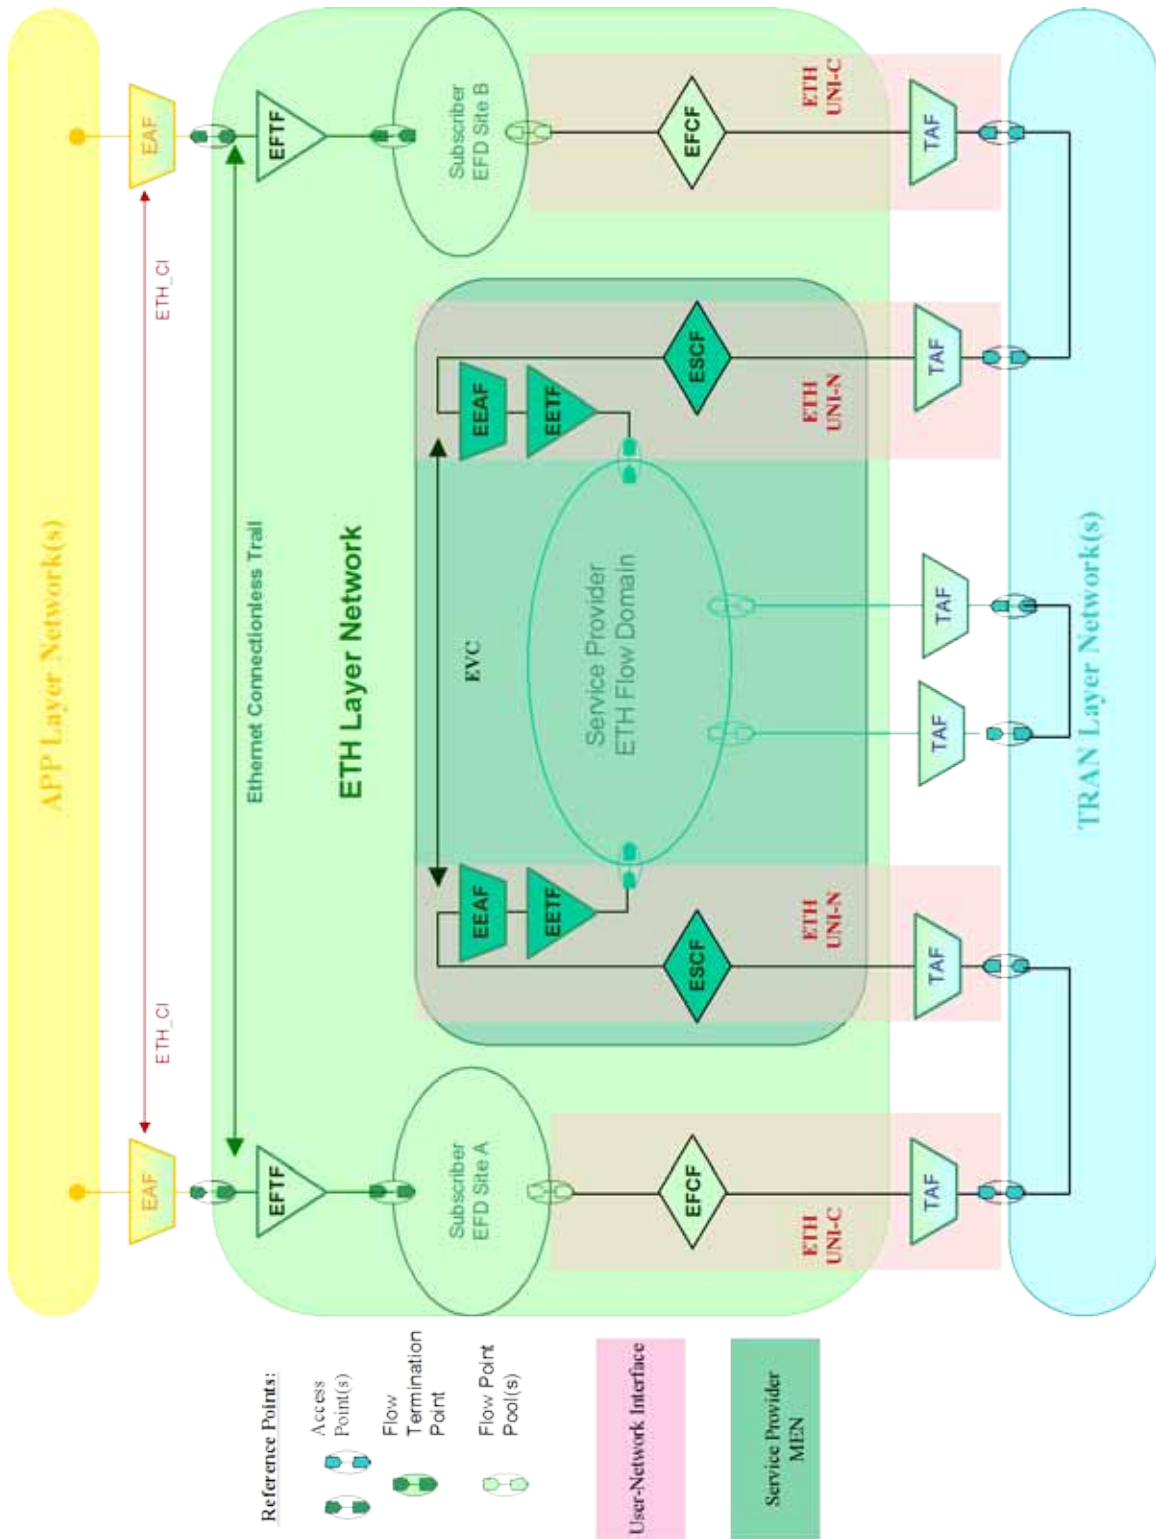 APP Layer Network(s)
EAF
ETH_CI
ETH_CI
EAF
Ethernet Connectionless Trail
EFTF
EFTF
ETH Layer Network
Subscriber
EFD Site A
Subscriber
EFD Site B
EVC
EEAF
EEAF
EETF
EETF
Service Provider
ETH Flow Domain
EFCF
ESCF
ESCF
EFCF
ETH
UNI-C
ETH
UNI-N
ETH
UNI-N
ETH
UNI-C
TAF
TAF
TAF
TAF
TAF
TAF
TRAN Layer Network(s)
Reference Points:
Access
Point(s)
Flow
Termination
Point
Flow Point
Pool(s)
User-Network Interface
Service Provider
MEN